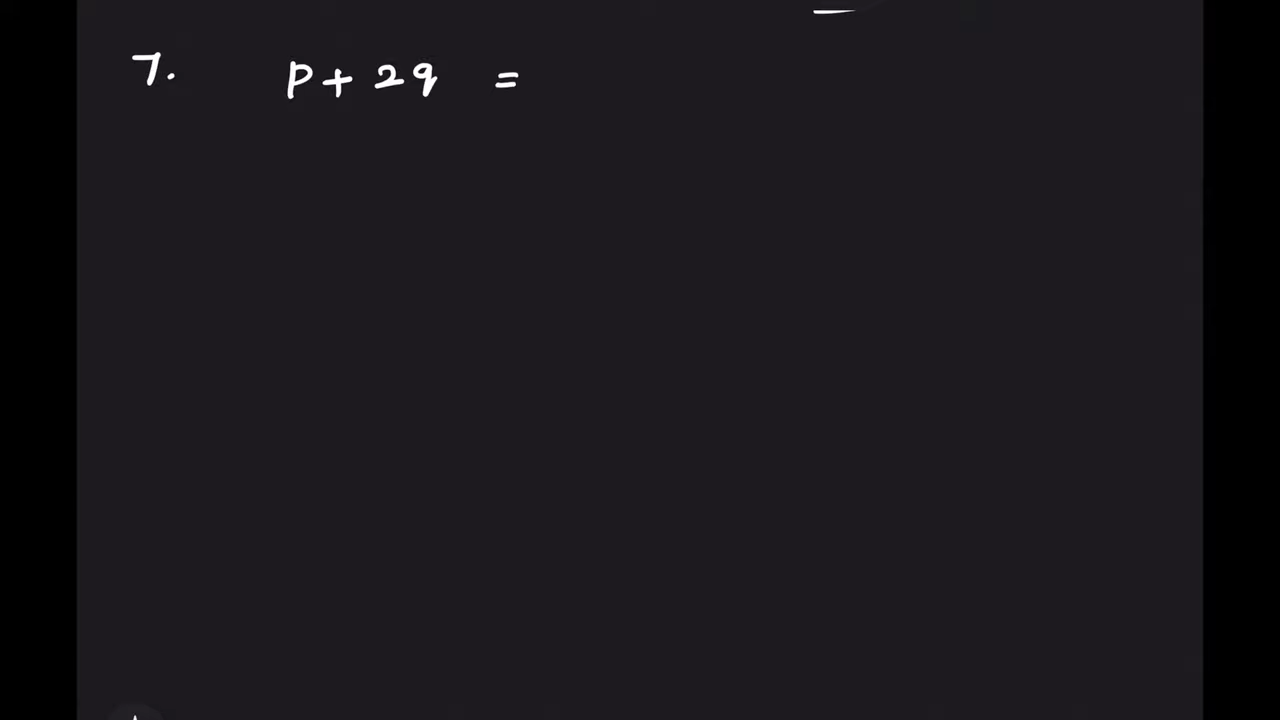 7. p + 2q =